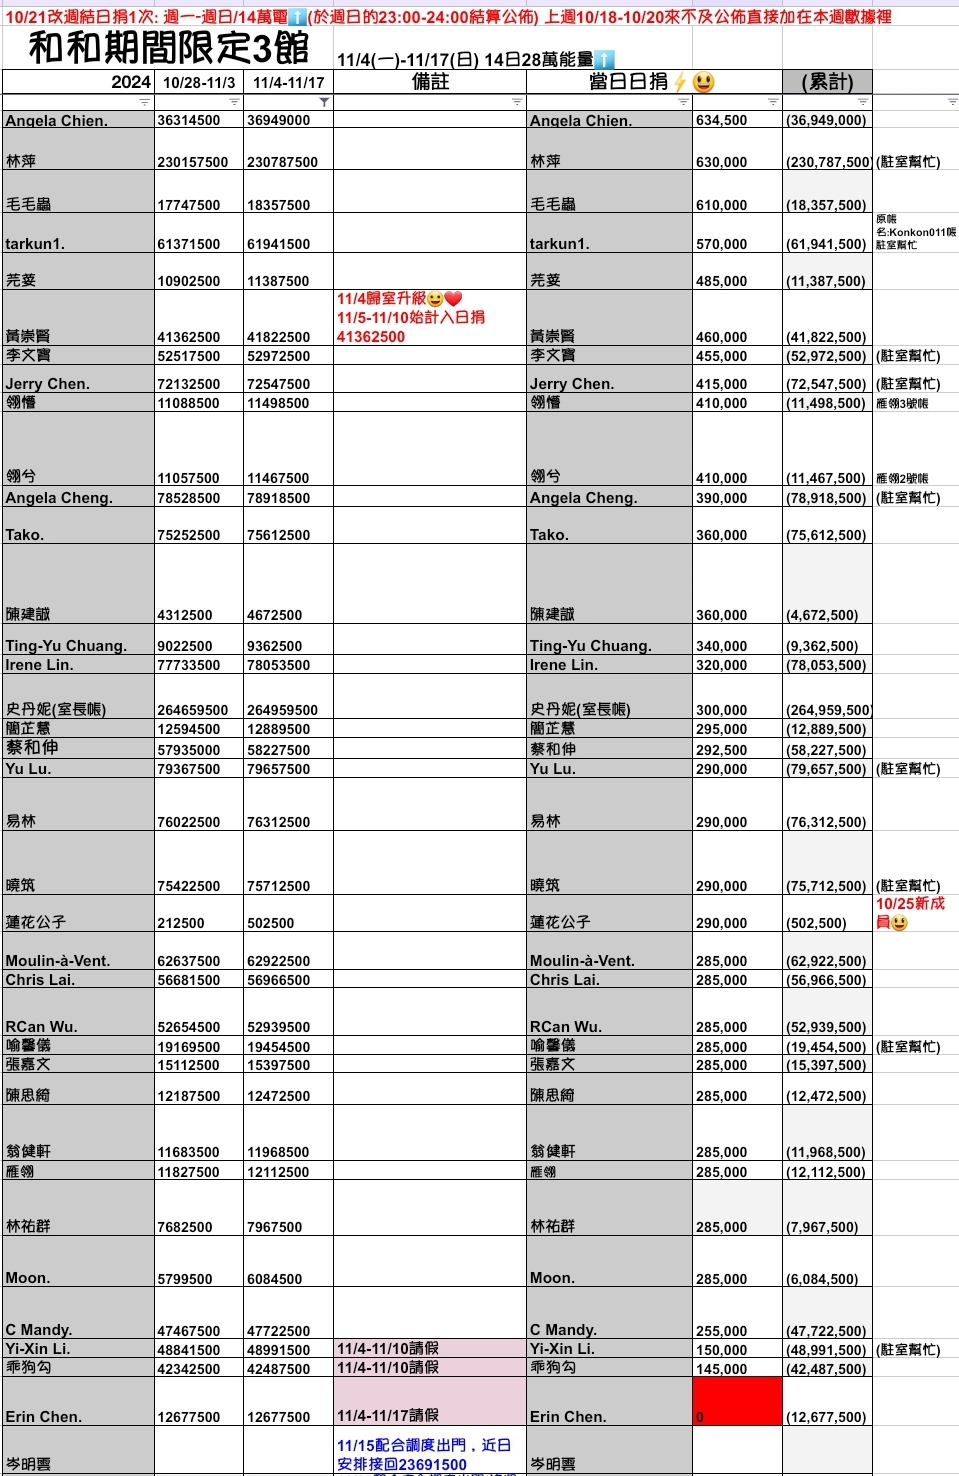 10/21改週結日捐1次: 週一-週日/14萬電⬆️(於週日的23:00-24:00結算公佈) 上週10/18-10/20來不及公佈直接加在本週數據裡
和和期間限定3館 11/4(一)-11/17(日) 14日28萬能量⬆️
2024 10/28-11/3 11/4-11/17 備註 當日日捐⚡😃 (累計)
Angela Chien. 36314500 36949000 Angela Chien. 634,500 (36,949,000)
林萍 230157500 230787500 林萍 630,000 (230,787,500) (駐室幫忙)
毛毛蟲 17747500 18357500 毛毛蟲 610,000 (18,357,500)
tarkun1. 61371500 61941500 tarkun1. 570,000 (61,941,500) 原帳
名:Konkon011帳
駐室幫忙
芫荽 10902500 11387500 芫荽 485,000 (11,387,500)
11/4歸室升級😀❤️
11/5-11/10始計入日捐
黃崇賢 41362500 41822500 41362500 黃崇賢 460,000 (41,822,500)
李文寶 52517500 52972500 李文寶 455,000 (52,972,500) (駐室幫忙)
Jerry Chen. 72132500 72547500 Jerry Chen. 415,000 (72,547,500) (駐室幫忙)
翎懵 11088500 11498500 翎懵 410,000 (11,498,500) 雁翎3號帳
翎兮 11057500 11467500 翎兮 410,000 (11,467,500) 雁翎2號帳
Angela Cheng. 78528500 78918500 Angela Cheng. 390,000 (78,918,500) (駐室幫忙)
Tako. 75252500 75612500 Tako. 360,000 (75,612,500)
陳建誠 4312500 4672500 陳建誠 360,000 (4,672,500)
Ting-Yu Chuang. 9022500 9362500 Ting-Yu Chuang. 340,000 (9,362,500)
Irene Lin. 77733500 78053500 Irene Lin. 320,000 (78,053,500)
史丹妮(室長帳) 264659500 264959500 史丹妮(室長帳) 300,000 (264,959,500)
簡芷慧 12594500 12889500 簡芷慧 295,000 (12,889,500)
蔡和伸 57935000 58227500 蔡和伸 292,500 (58,227,500)
Yu Lu. 79367500 79657500 Yu Lu. 290,000 (79,657,500) (駐室幫忙)
易林 76022500 76312500 易林 290,000 (76,312,500)
曉筑 75422500 75712500 曉筑 290,000 (75,712,500) (駐室幫忙)
蓮花公子 212500 502500 蓮花公子 290,000 (502,500) 10/25新成
員😃
Moulin-à-Vent. 62637500 62922500 Moulin-à-Vent. 285,000 (62,922,500)
Chris Lai. 56681500 56966500 Chris Lai. 285,000 (56,966,500)
RCan Wu. 52654500 52939500 RCan Wu. 285,000 (52,939,500)
喻馨儀 19169500 19454500 喻馨儀 285,000 (19,454,500) (駐室幫忙)
張嘉文 15112500 15397500 張嘉文 285,000 (15,397,500)
陳思綺 12187500 12472500 陳思綺 285,000 (12,472,500)
翁健軒 11683500 11968500 翁健軒 285,000 (11,968,500)
雁翎 11827500 12112500 雁翎 285,000 (12,112,500)
林祐群 7682500 7967500 林祐群 285,000 (7,967,500)
Moon. 5799500 6084500 Moon. 285,000 (6,084,500)
C Mandy. 47467500 47722500 C Mandy. 255,000 (47,722,500)
Yi-Xin Li. 48841500 48991500 11/4-11/10請假 Yi-Xin Li. 150,000 (48,991,500) (駐室幫忙)
乖狗勾 42342500 42487500 11/4-11/10請假 乖狗勾 145,000 (42,487,500)
Erin Chen. 12677500 12677500 11/4-11/17請假 Erin Chen. 0 (12,677,500)
11/15配合調度出門，近日
岑明雲 安排接回23691500 岑明雲